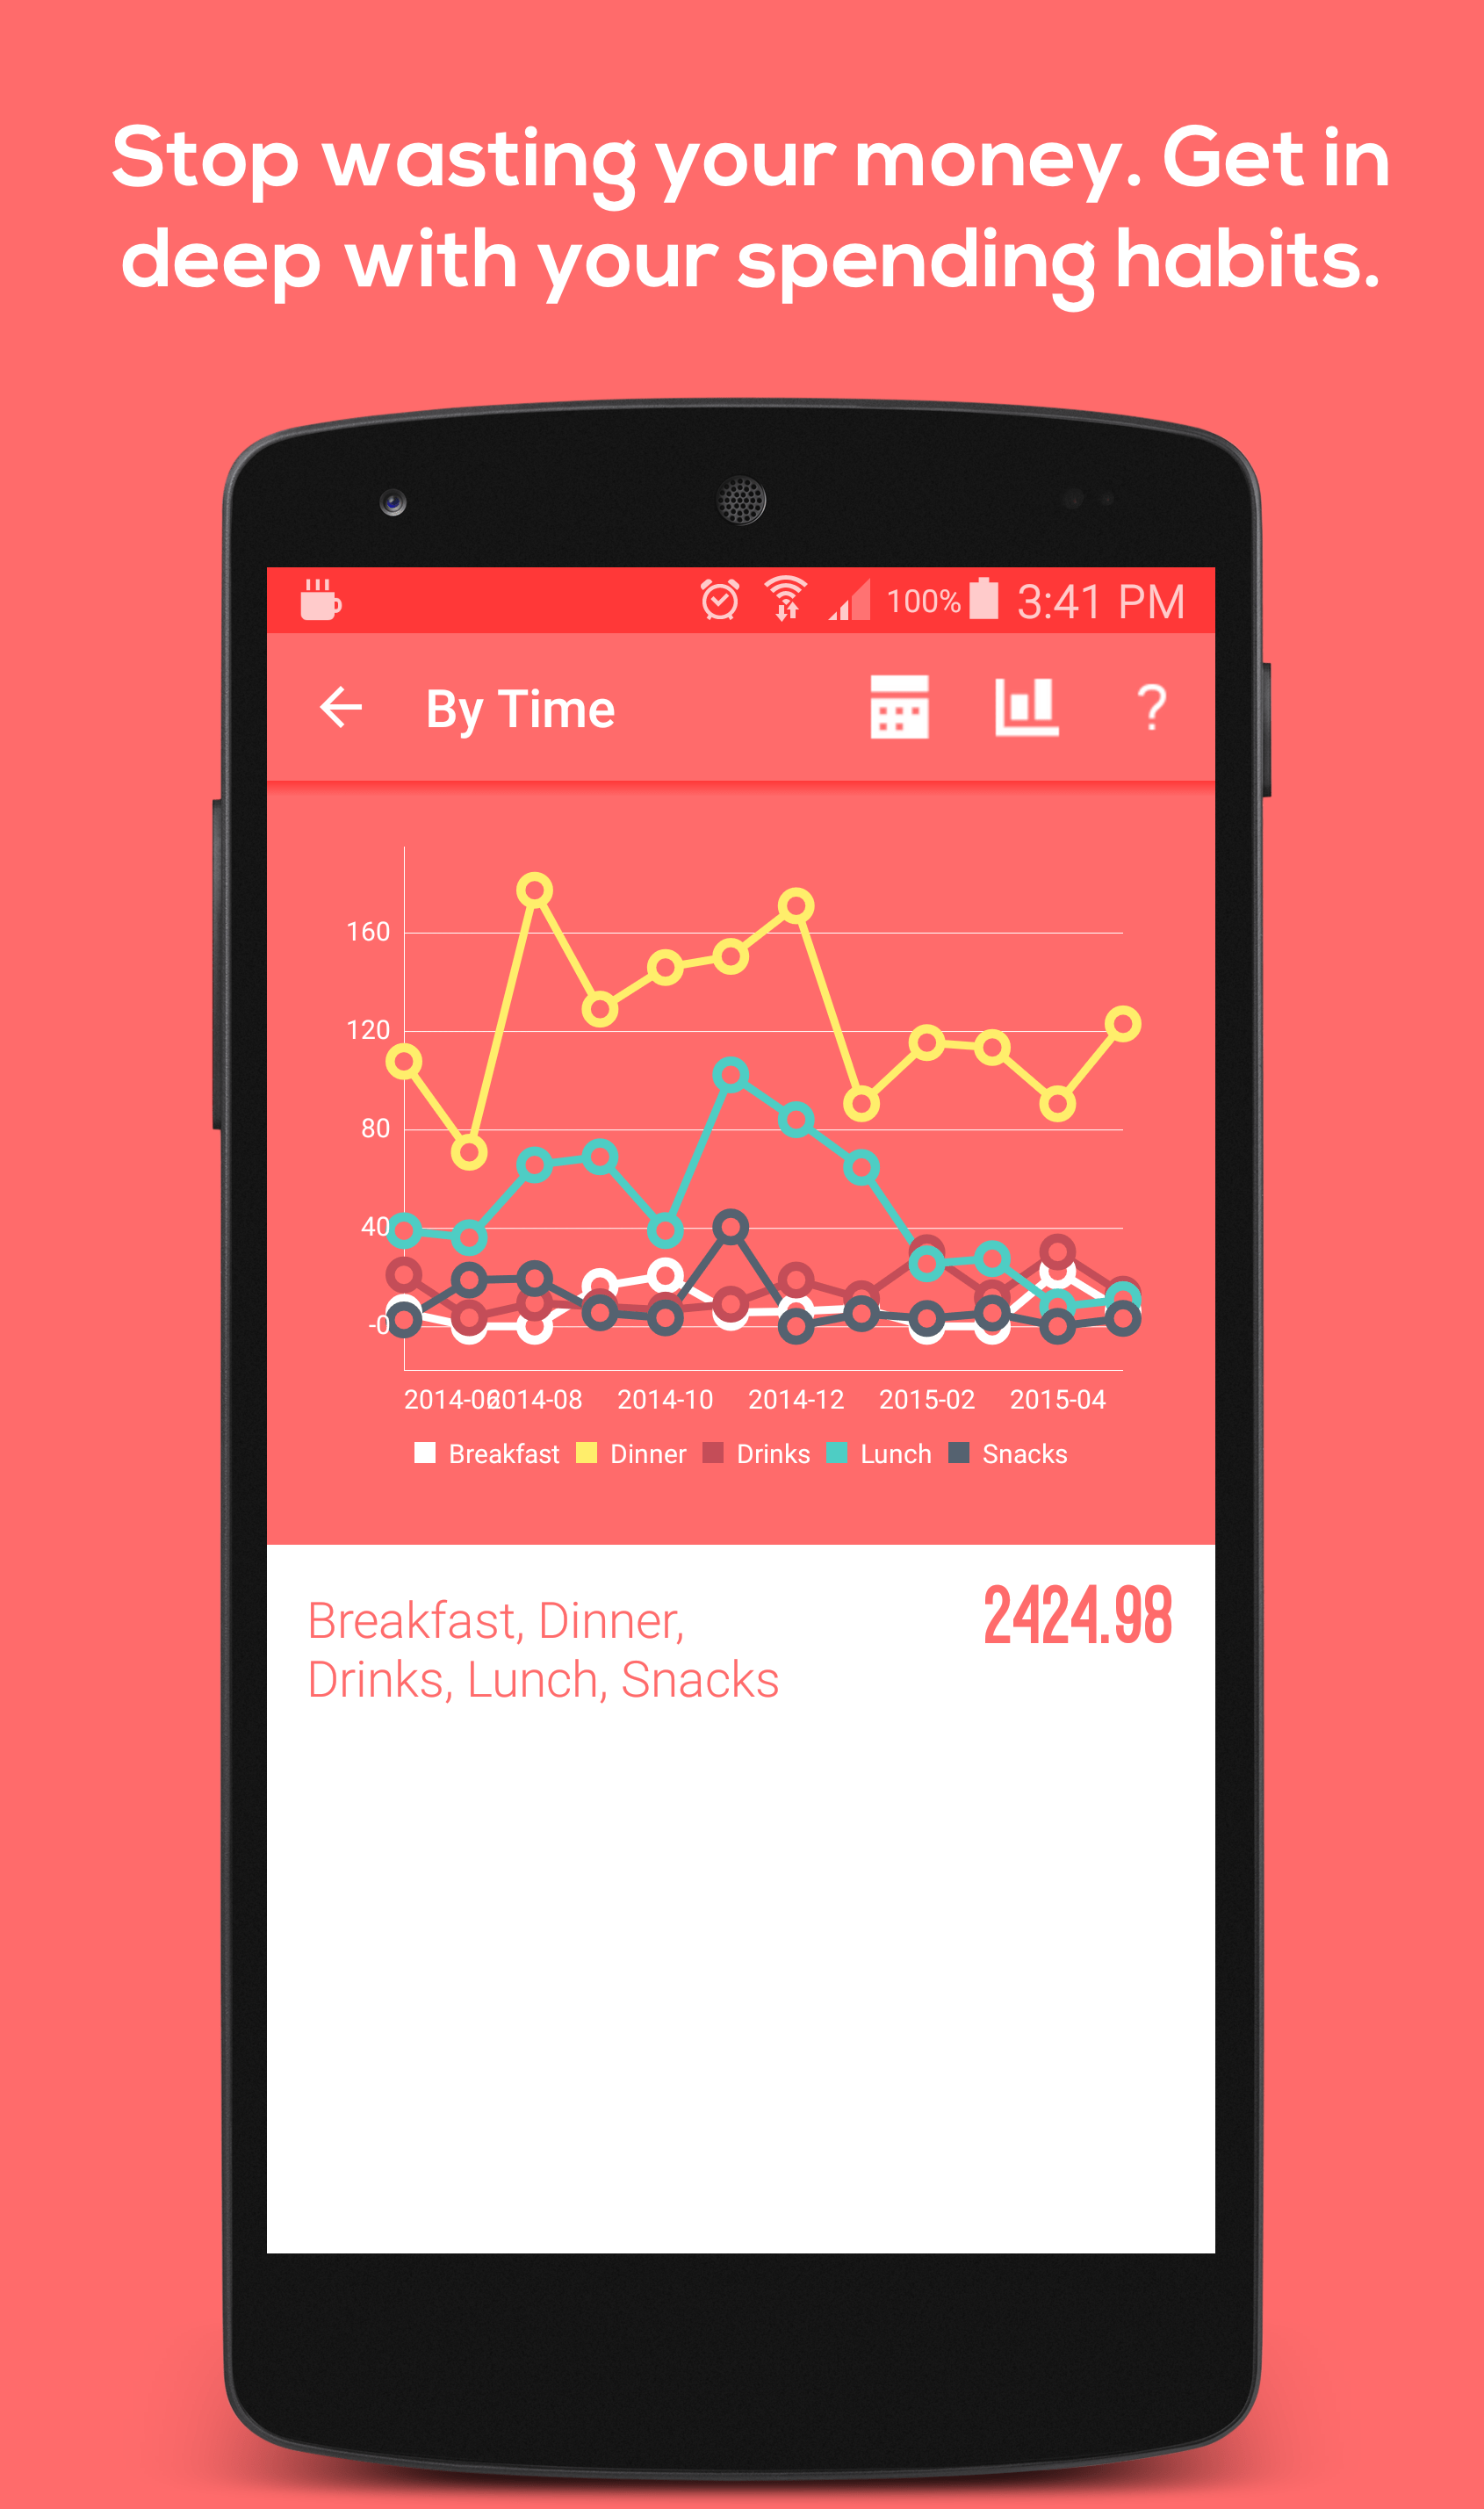 Stop wasting your money. Get in
deep with your spending habits.
100% 3:41 PM
By Time ?
160
120
80
40
-0
2014-06 2014-08 2014-10 2014-12 2015-02 2015-04
Breakfast Dinner Drinks Lunch Snacks
Breakfast, Dinner, 2424.98
Drinks, Lunch, Snacks